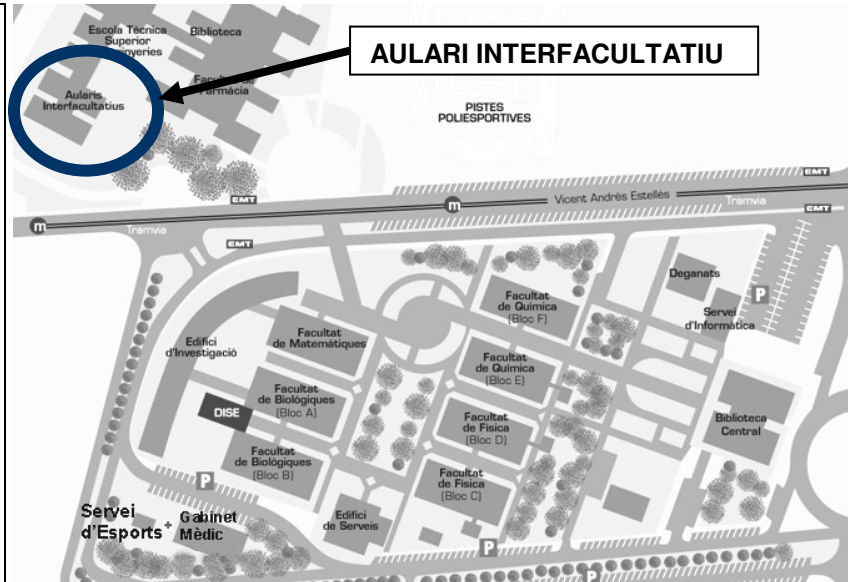 Escola Tècnica
Superior
Biblioteca
AULARI INTERFACULTATIU
Aularis
Interfacultatius
Farmàcia
PISTES
POLIESPORTIVES
EMT
EMT
Vicent Andrés Estellés
m
m
Tramvia
Tramvia
EMT
EMT
Deganats
P
Servei
d'Informàtica
Facultat
de Química
(Bloc F)
Facultat
de Matemàtiques
Edifici
d'Investigació
Facultat
de Química
(Bloc E)
Facultat
de Biològiques
(Bloc A)
DISE
Facultat
de Física
(Bloc D)
Biblioteca
Central
Facultat
de Biològiques
(Bloc B)
Facultat
de Física
(Bloc C)
P
Servei
d'Esports
+ Gabinet
Mèdic
Edifici
de Serveis
P
P